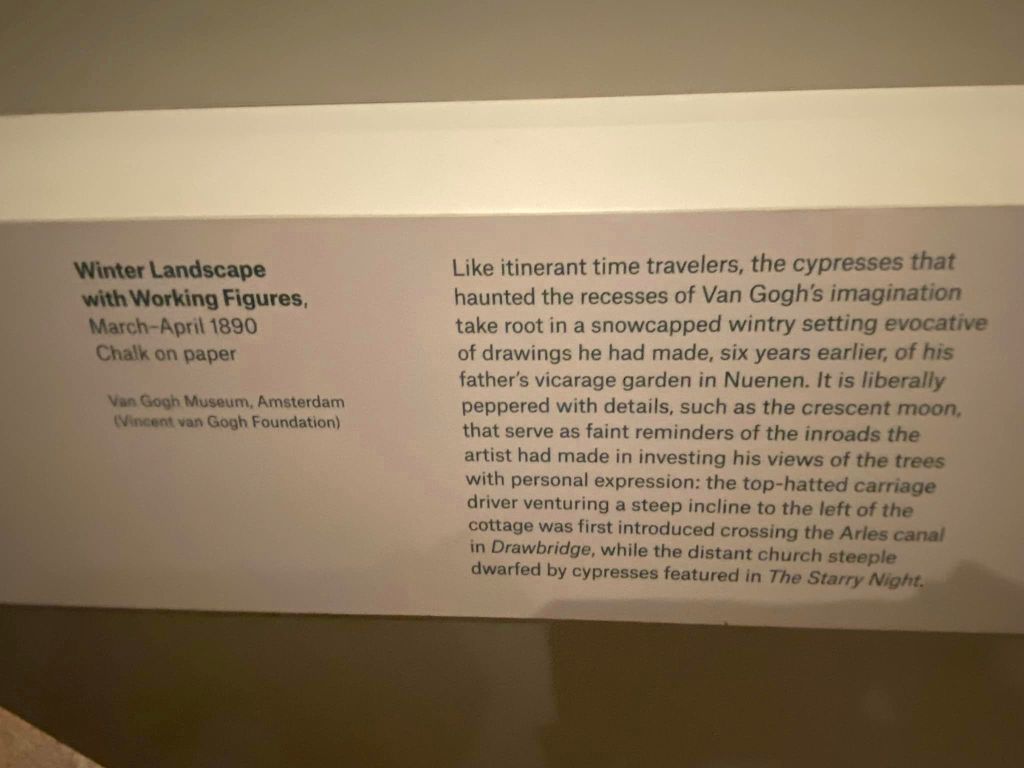 Winter Landscape
with Working Figures,
March–April 1890
Chalk on paper
Van Gogh Museum, Amsterdam
(Vincent van Gogh Foundation)
Like itinerant time travelers, the cypresses that
haunted the recesses of Van Gogh's imagination
take root in a snowcapped wintry setting evocative
of drawings he had made, six years earlier, of his
father's vicarage garden in Nuenen. It is liberally
peppered with details, such as the crescent moon,
that serve as faint reminders of the inroads the
artist had made in investing his views of the trees
with personal expression: the top-hatted carriage
driver venturing a steep incline to the left of the
cottage was first introduced crossing the Arles canal
in Drawbridge, while the distant church steeple
dwarfed by cypresses featured in The Starry Night.